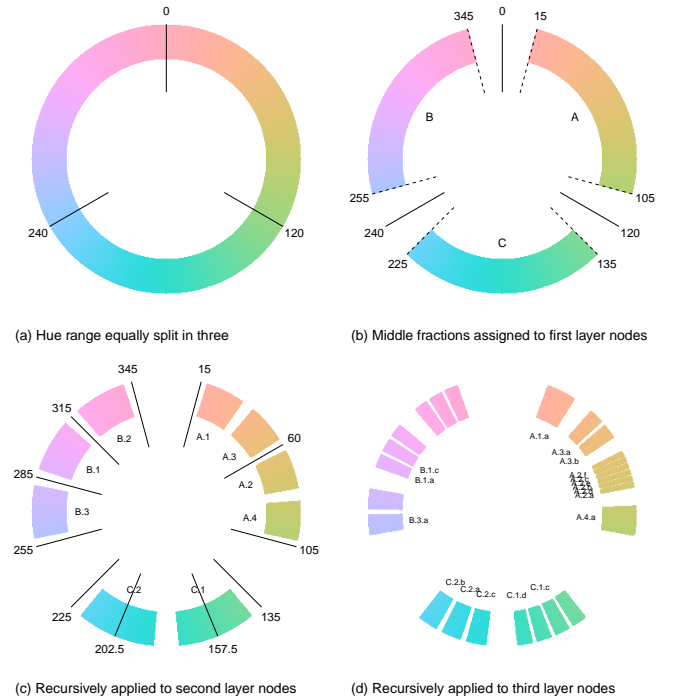 0
240
120
(a) Hue range equally split in three
345
0
15
B
A
255
105
240
120
C
225
135
(b) Middle fractions assigned to first layer nodes
345
15
315
B.2
A.1
60
A.3
B.1
285
A.2
B.3
A.4
255
105
C.2
C.1
225
135
202.5
157.5
(c) Recursively applied to second layer nodes
A.1.a
A.3.a
A.3.b
B.1.c
B.1.a
A.2.f
A.2.a
B.3.a
A.4.a
C.2.b
C.2.a
C.2.c
C.1.d
C.1.c
(d) Recursively applied to third layer nodes